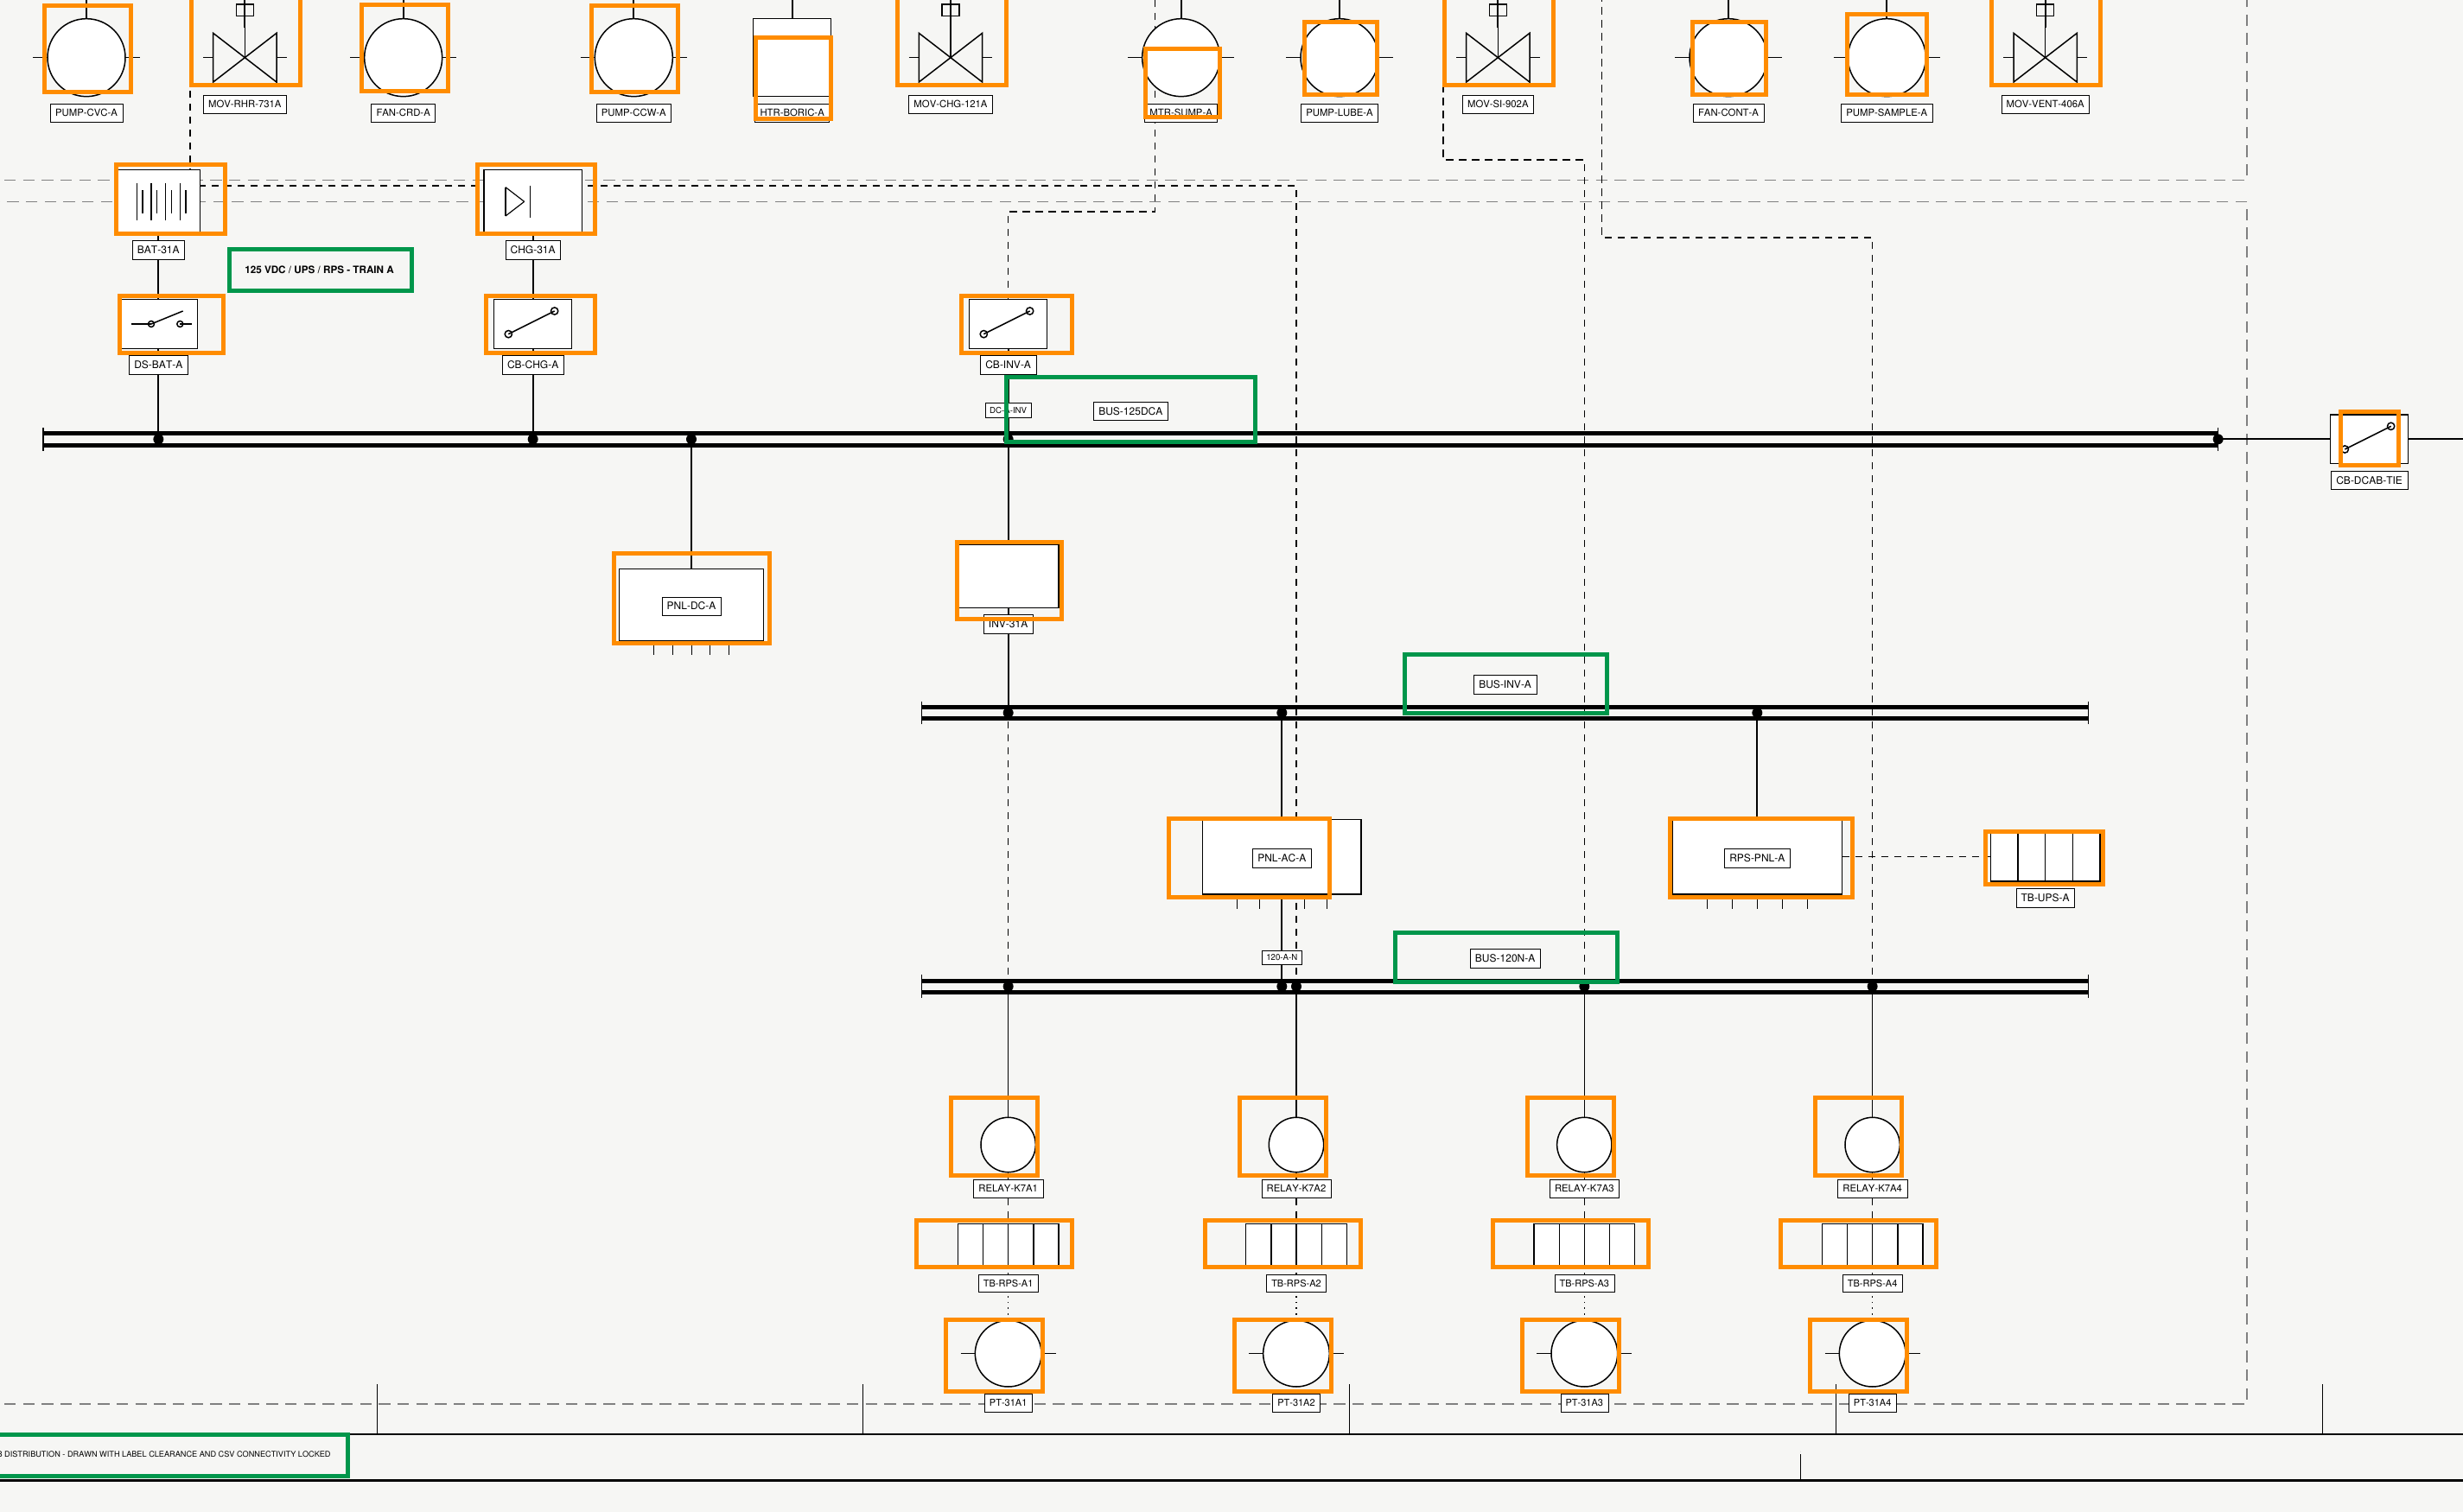 PUMP-CVC-A
MOV-RHR-731A
FAN-CRD-A
PUMP-CCW-A
HTR-BORIC-A
MOV-CHG-121A
MTR-SUMP-A
PUMP-LUBE-A
MOV-SI-902A
FAN-CONT-A
PUMP-SAMPLE-A
MOV-VENT-406A
BAT-31A
CHG-31A
125 VDC / UPS / RPS - TRAIN A
DS-BAT-A
CB-CHG-A
CB-INV-A
DC-A-INV
BUS-125DCA
CB-DCAB-TIE
PNL-DC-A
INV-31A
BUS-INV-A
PNL-AC-A
RPS-PNL-A
TB-UPS-A
120-A-N
BUS-120N-A
RELAY-K7A1
RELAY-K7A2
RELAY-K7A3
RELAY-K7A4
TB-RPS-A1
TB-RPS-A2
TB-RPS-A3
TB-RPS-A4
PT-31A1
PT-31A2
PT-31A3
PT-31A4
DISTRIBUTION - DRAWN WITH LABEL CLEARANCE AND CSV CONNECTIVITY LOCKED